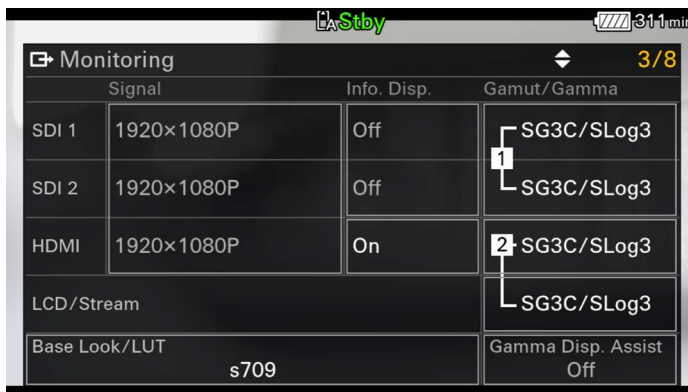 A Stby 311min
Monitoring 3/8
Signal Info. Disp. Gamut/Gamma
SDI 1 1920×1080P Off SG3C/SLog3
1
SDI 2 1920×1080P Off SG3C/SLog3
HDMI 1920×1080P On 2 SG3C/SLog3
LCD/Stream SG3C/SLog3
Base Look/LUT Gamma Disp. Assist
s709 Off